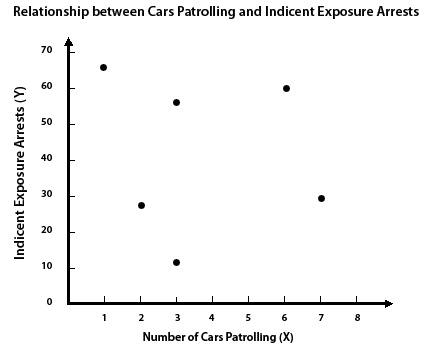 Relationship between Cars Patrolling and Indicent Exposure Arrests
70
60
50
40
30
20
10
0
Indicent Exposure Arrests (Y)
1 2 3 4 5 6 7 8
Number of Cars Patrolling (X)